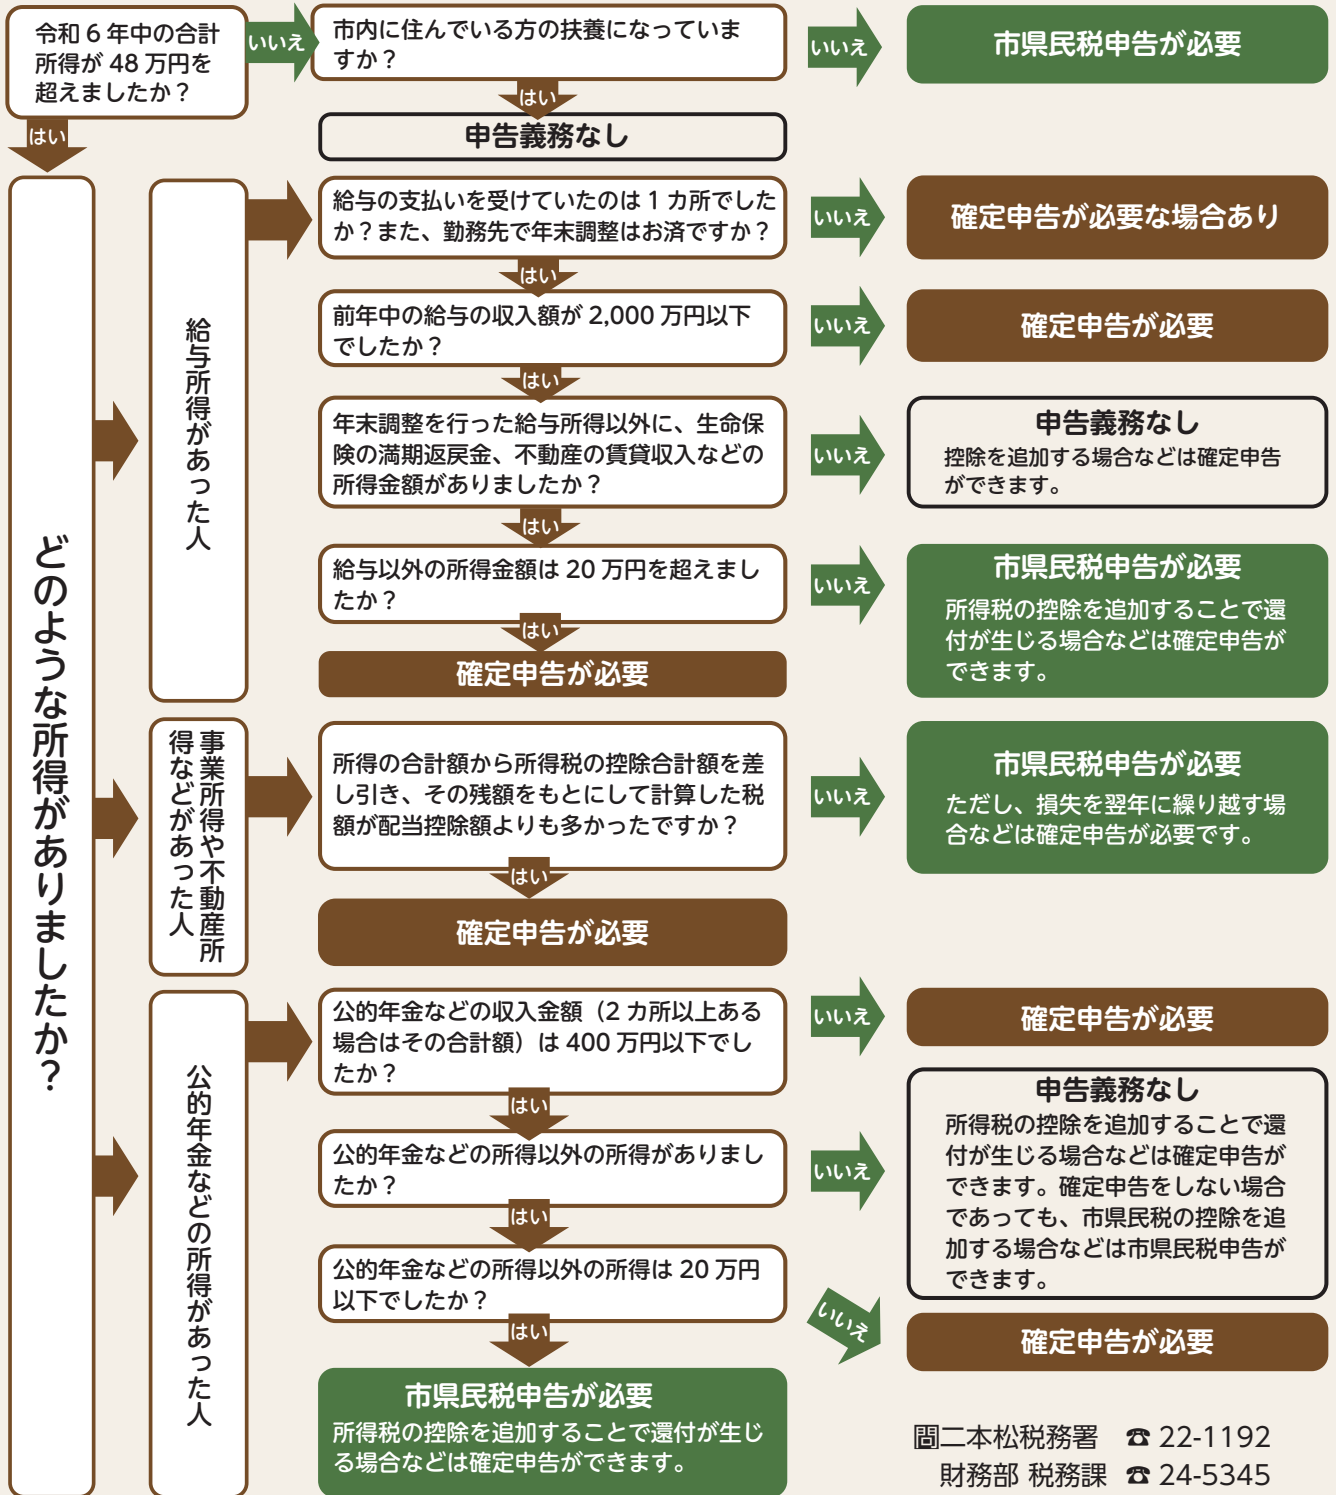 令和６年中の合計
所得が 48 万円を
超えましたか？
いいえ
市内に住んでいる方の扶養になっていま
すか？
いいえ
市県民税申告が必要
はい
申告義務なし
はい
どのような所得がありましたか？
給与所得があった人
給与の支払いを受けていたのは 1 カ所でした
か？また、勤務先で年末調整はお済ですか？
いいえ
確定申告が必要な場合あり
はい
前年中の給与の収入額が 2,000 万円以下
でしたか？
いいえ
確定申告が必要
はい
年末調整を行った給与所得以外に、生命保
険の満期返戻金、不動産の賃貸収入などの
所得金額がありましたか？
いいえ
申告義務なし
控除を追加する場合などは確定申告
ができます。
はい
給与以外の所得金額は 20 万円を超えまし
たか？
いいえ
市県民税申告が必要
所得税の控除を追加することで還
付が生じる場合などは確定申告が
できます。
はい
確定申告が必要
事業所得や不動産所
得などがあった人
所得の合計額から所得税の控除合計額を差
し引き、その残額をもとにして計算した税
額が配当控除額よりも多かったですか？
いいえ
市県民税申告が必要
ただし、損失を翌年に繰り越す場
合などは確定申告が必要です。
はい
確定申告が必要
公的年金などの所得があった人
公的年金などの収入金額（2 カ所以上ある
場合はその合計額）は 400 万円以下でし
たか？
いいえ
確定申告が必要
はい
公的年金などの所得以外の所得がありまし
たか？
いいえ
申告義務なし
所得税の控除を追加することで還
付が生じる場合などは確定申告が
できます。確定申告をしない場合
であっても、市県民税の控除を追
加する場合などは市県民税申告が
できます。
はい
公的年金などの所得以外の所得は 20 万円
以下でしたか？
いいえ
確定申告が必要
はい
市県民税申告が必要
所得税の控除を追加することで還付が生じ
る場合などは確定申告ができます。
問二本松税務署 ☎ 22-1192
財務部 税務課 ☎ 24-5345